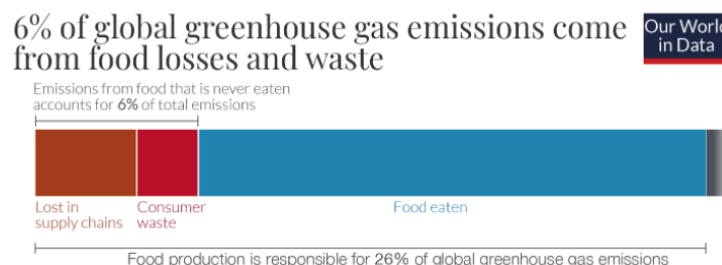 6% of global greenhouse gas emissions come
from food losses and waste
Our World
in Data
Emissions from food that is never eaten
accounts for 6% of total emissions
Lost in
supply chains
Consumer
waste
Food eaten
Food production is responsible for 26% of global greenhouse gas emissions